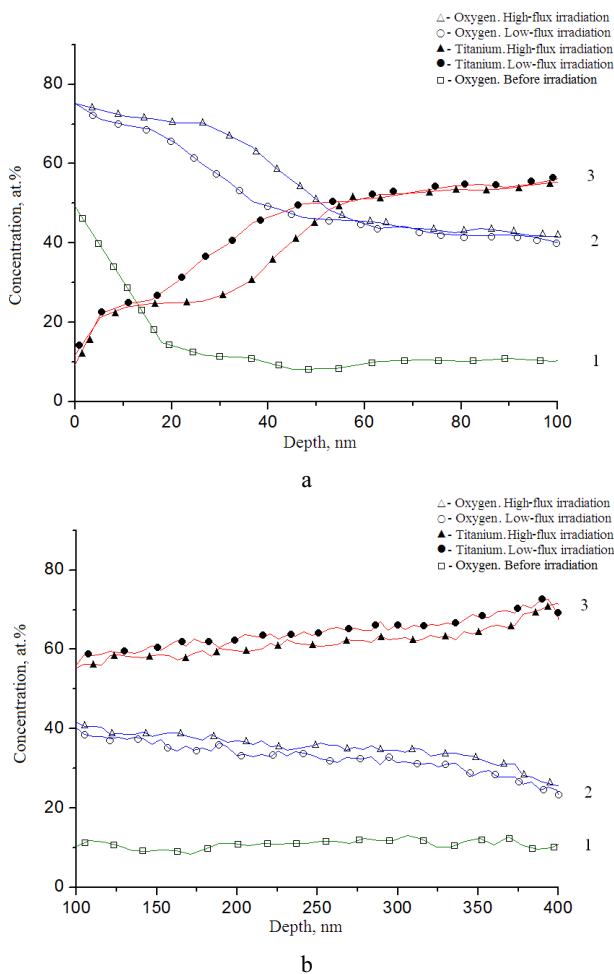 △- Oxygen. High-flux irradiation
○- Oxygen. Low-flux irradiation
▲- Titanium. High-flux irradiation
●- Titanium. Low-flux irradiation
□- Oxygen. Before irradiation
80
60
40
20
0
Concentration, at.%
3
2
1
0 20 40 60 80 100
Depth, nm
a
△- Oxygen. High-flux irradiation
○- Oxygen. Low-flux irradiation
▲- Titanium. High-flux irradiation
●- Titanium. Low-flux irradiation
□- Oxygen. Before irradiation
80
60
40
20
0
Concentration, at.%
3
2
1
100 150 200 250 300 350 400
Depth, nm
b